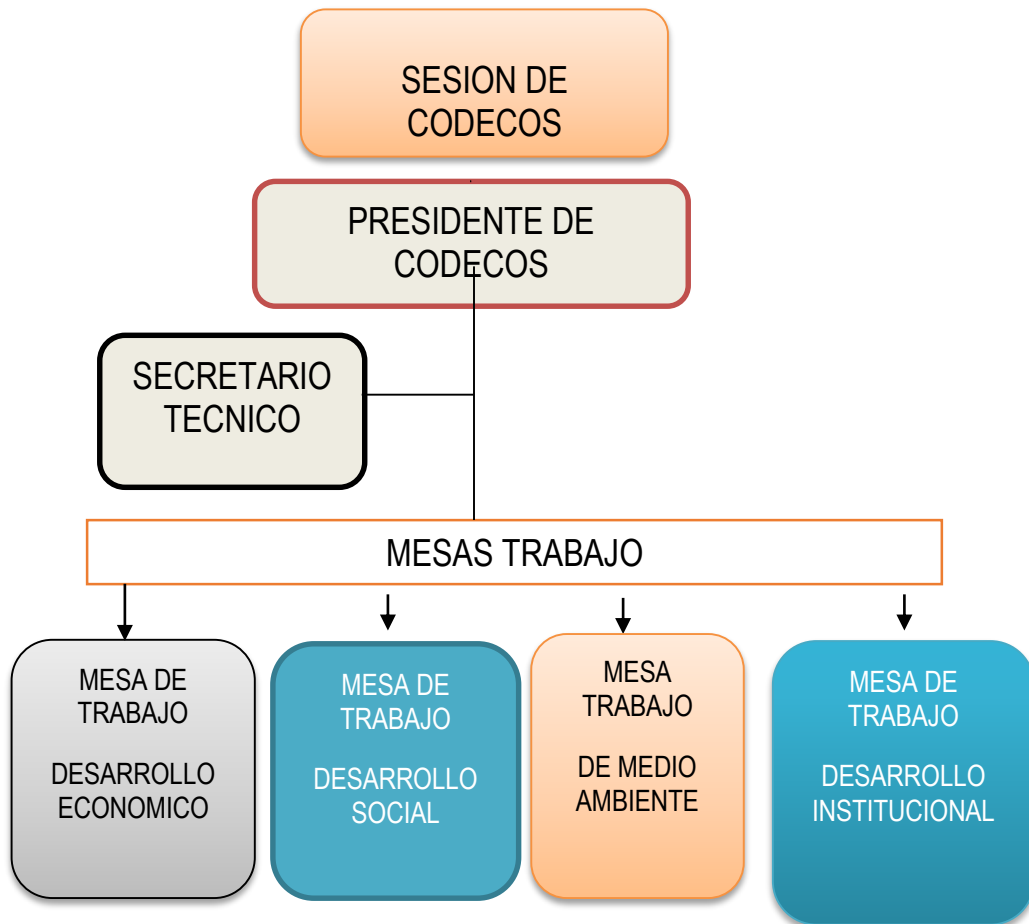 SESION DE
CODECOS
PRESIDENTE DE
CODECOS
SECRETARIO
TECNICO
MESAS TRABAJO
MESA DE
TRABAJO
DESARROLLO
ECONOMICO
MESA DE
TRABAJO
DESARROLLO
SOCIAL
MESA
TRABAJO
DE MEDIO
AMBIENTE
MESA DE
TRABAJO
DESARROLLO
INSTITUCIONAL